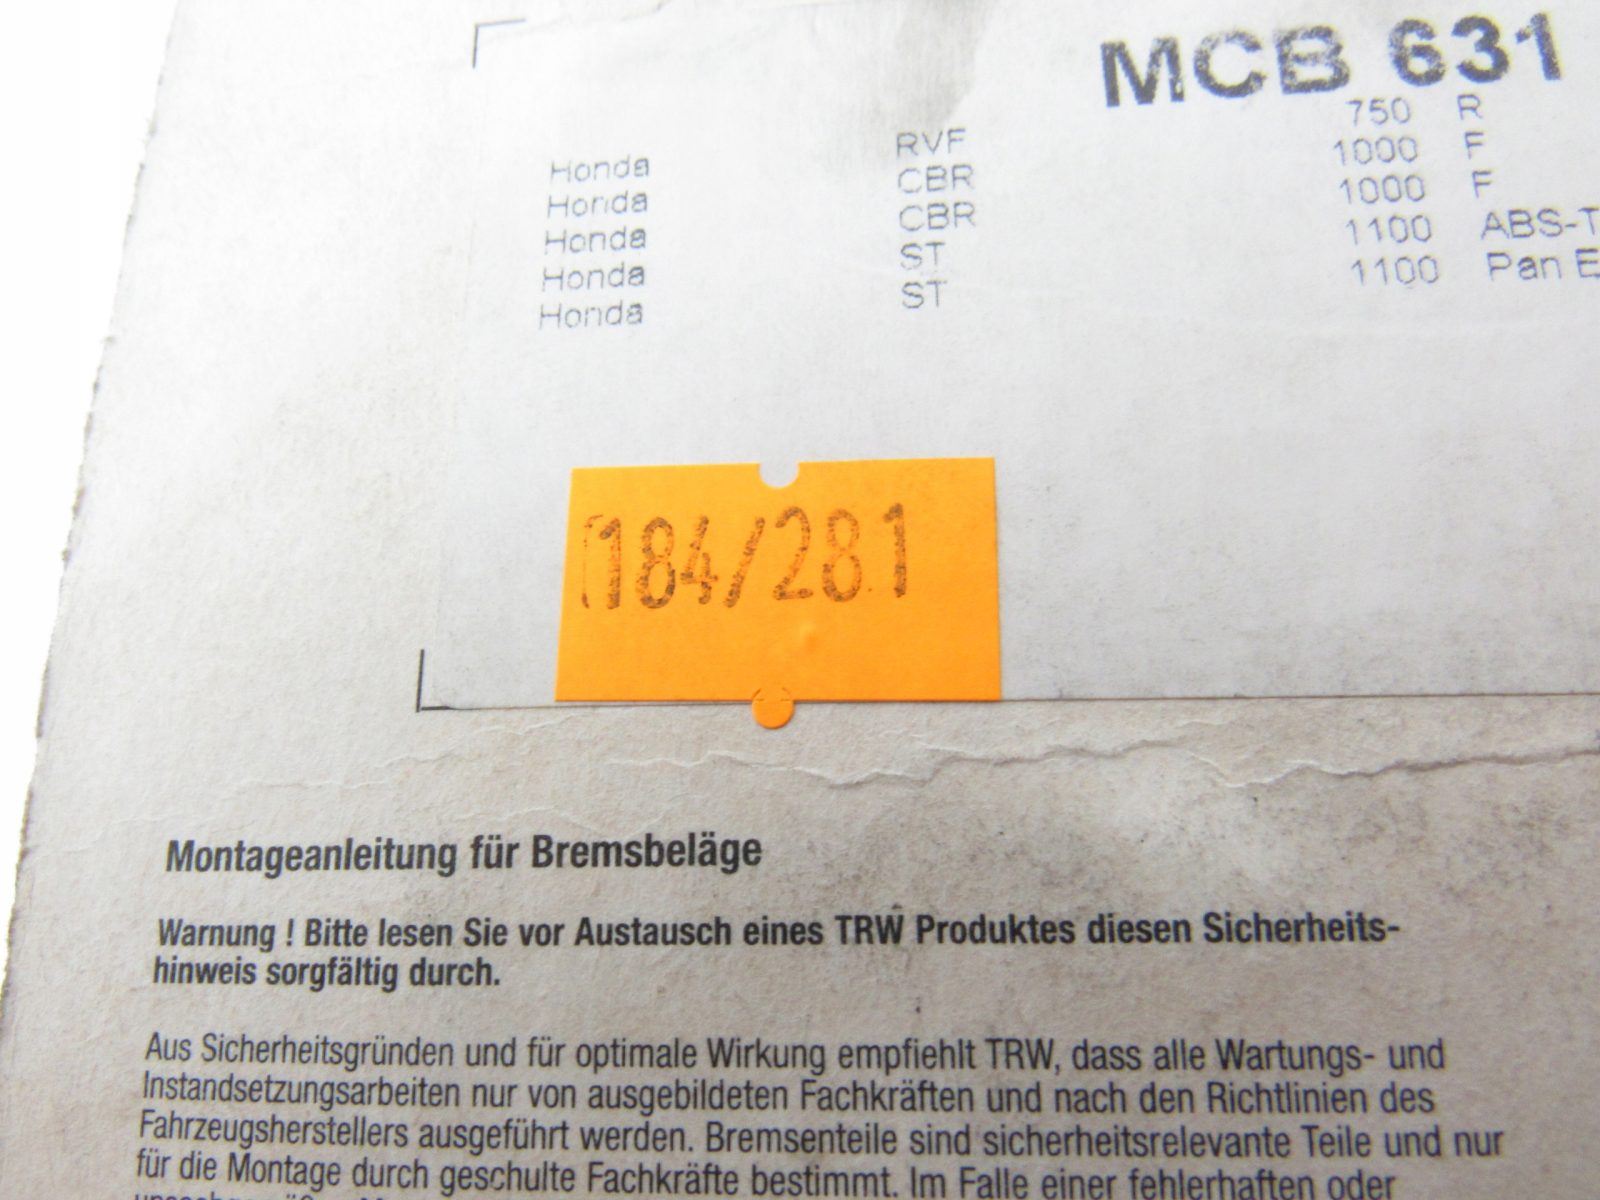 MCB 631
Honda RVF 750 R
Honda CBR 1000 F
Honda CBR 1000 F
Honda ST 1100 ABS-T
Honda ST 1100 Pan E
184/281
Montageanleitung für Bremsbeläge
Warnung ! Bitte lesen Sie vor Austausch eines TRW Produktes diesen Sicherheits-
hinweis sorgfältig durch.
Aus Sicherheitsgründen und für optimale Wirkung empfiehlt TRW, dass alle Wartungs- und
Instandsetzungsarbeiten nur von ausgebildeten Fachkräften und nach den Richtlinien des
Fahrzeugsherstellers ausgeführt werden. Bremsenteile sind sicherheitsrelevante Teile und nur
für die Montage durch geschulte Fachkräfte bestimmt. Im Falle einer fehlerhaften oder